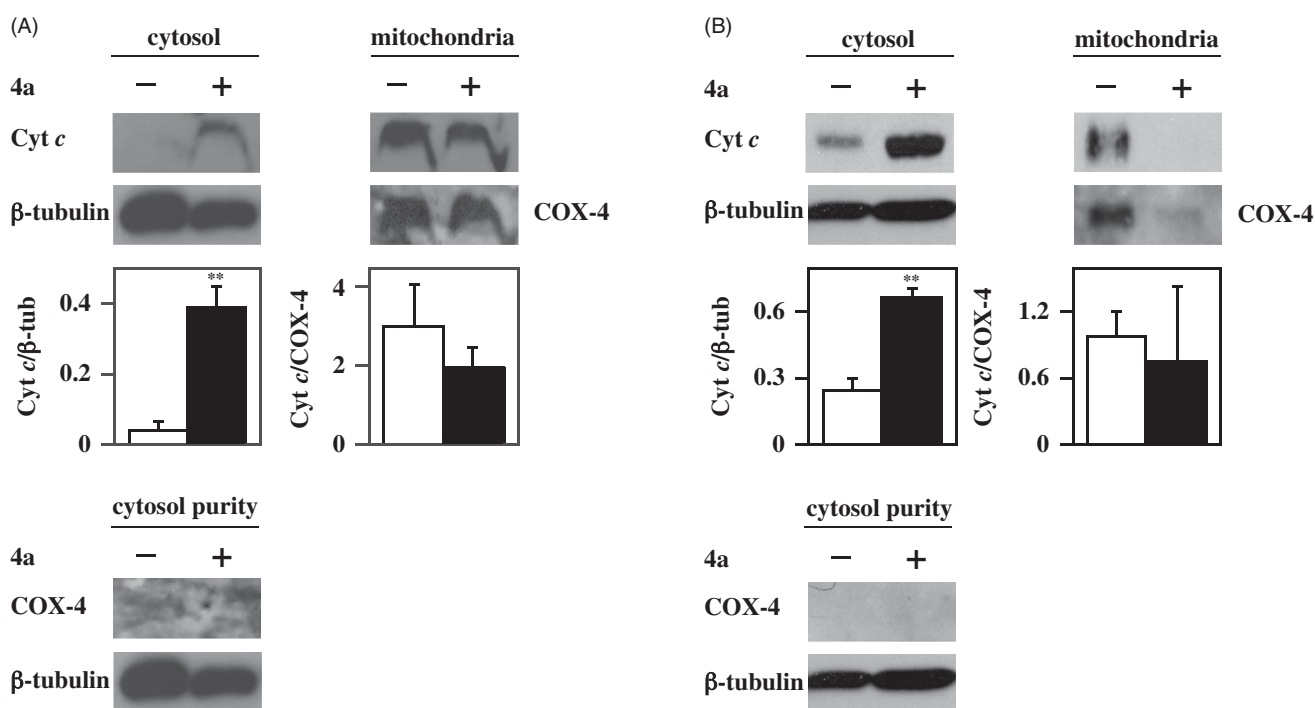 (A)
cytosol mitochondria
4a − + − +
Cyt c
β-tubulin COX-4
Cyt c/β-tub
0.4
0.2
0
Cyt c/COX-4
4
2
0
**
cytosol purity
4a − +
COX-4
β-tubulin
(B)
cytosol mitochondria
4a − + − +
Cyt c
β-tubulin COX-4
Cyt c/β-tub
0.6
0.3
0
Cyt c/COX-4
1.2
0.6
0
**
cytosol purity
4a − +
COX-4
β-tubulin